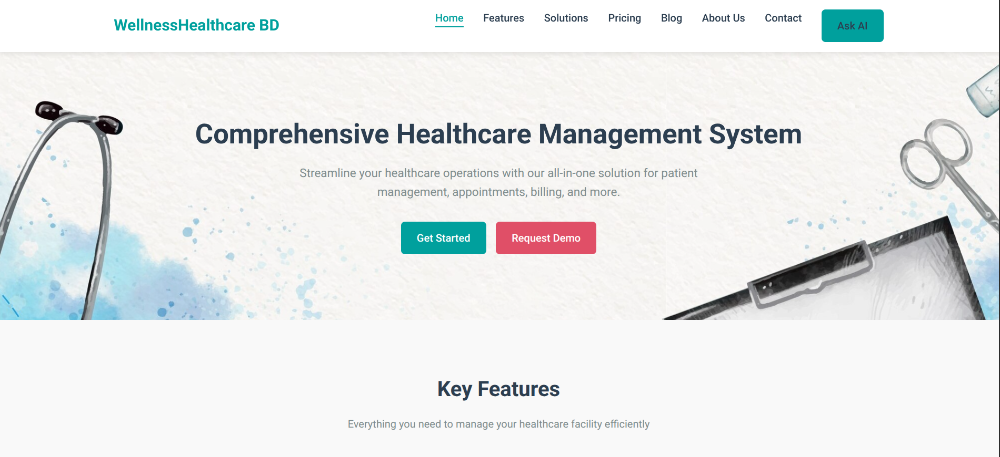 WellnessHealthcare BD
Home
Features
Solutions
Pricing
Blog
About Us
Contact
Ask AI
Comprehensive Healthcare Management System
Streamline your healthcare operations with our all-in-one solution for patient
management, appointments, billing, and more.
Get Started
Request Demo
Key Features
Everything you need to manage your healthcare facility efficiently